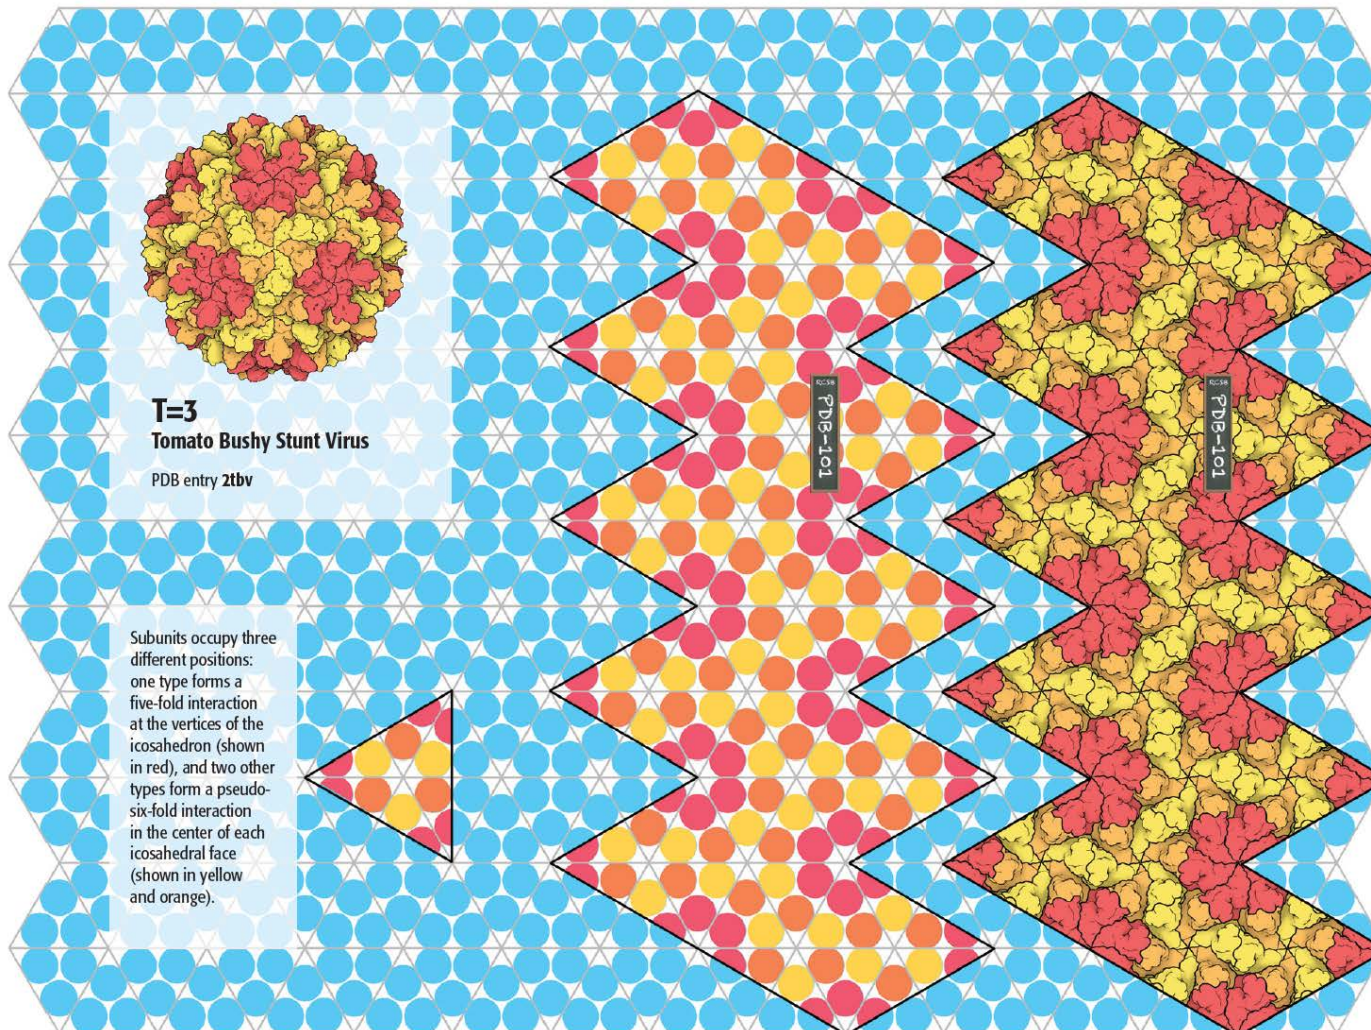 T=3
Tomato Bushy Stunt Virus
PDB entry 2tbv
Subunits occupy three
different positions:
one type forms a
five-fold interaction
at the vertices of the
icosahedron (shown
in red), and two other
types form a pseudo-
six-fold interaction
in the center of each
icosahedral face
(shown in yellow
and orange).
RCSB
PDB-101
RCSB
PDB-101